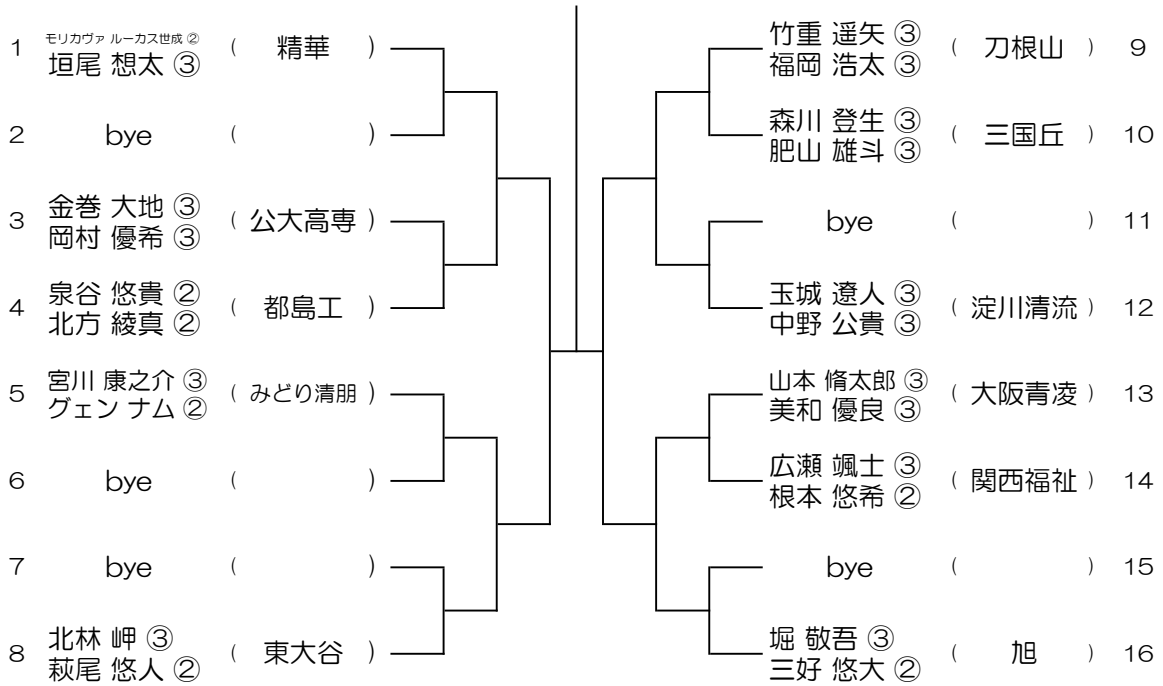 1 モリカヴァ ルーカス世成 ② ( 精華 )
垣尾 想太 ③
2 bye ( )
3 金巻 大地 ③ ( 公大高専 )
岡村 優希 ③
4 泉谷 悠貴 ② ( 都島工 )
北方 綾真 ②
5 宮川 康之介 ③ ( みどり清朋 )
グェン ナム ②
6 bye ( )
7 bye ( )
8 北林 岬 ③ ( 東大谷 )
萩尾 悠人 ②
竹重 遥矢 ③ ( 刀根山 ) 9
福岡 浩太 ③
森川 登生 ③ ( 三国丘 ) 10
肥山 雄斗 ③
bye ( ) 11
玉城 遼人 ③ ( 淀川清流 ) 12
中野 公貴 ③
山本 脩太郎 ③ ( 大阪青凌 ) 13
美和 優良 ③
広瀬 颯士 ③ ( 関西福祉 ) 14
根本 悠希 ②
bye ( ) 15
堀 敬吾 ③ ( 旭 ) 16
三好 悠大 ②